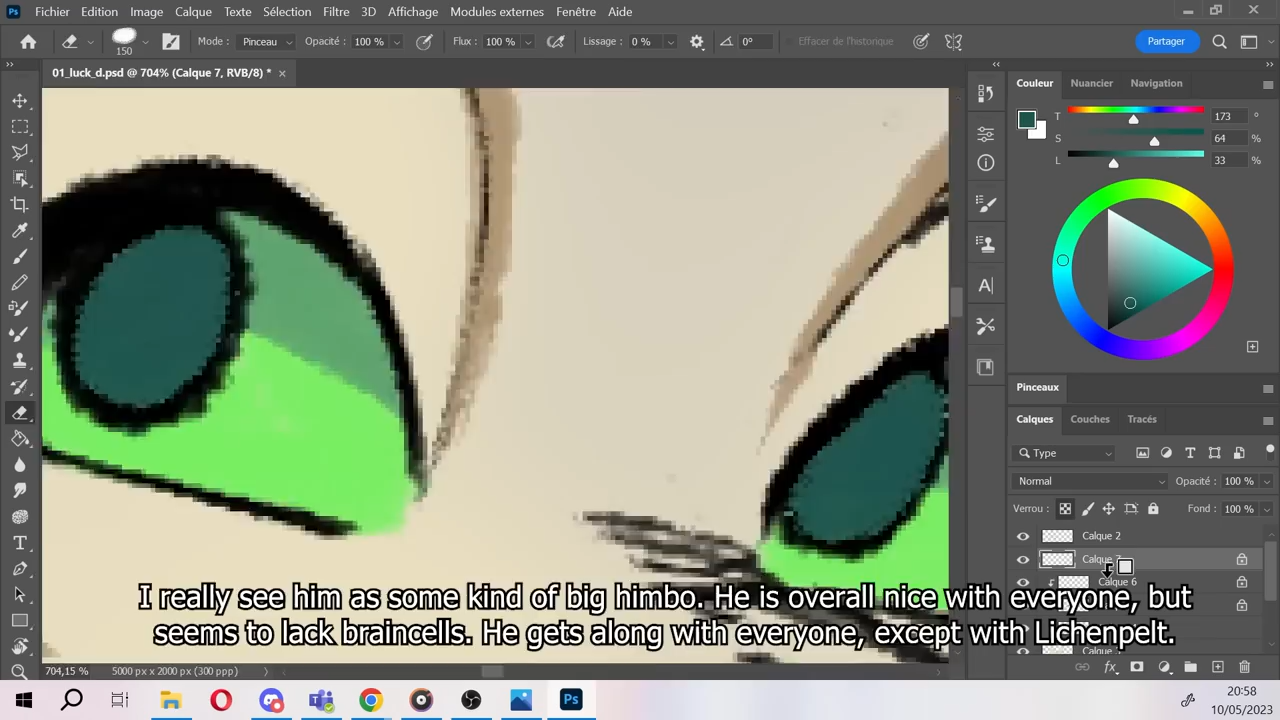 Ps Fichier Edition Image Calque Texte Sélection Filtre 3D Affichage Modules externes Fenêtre Aide
150 Mode : Pinceau Opacité : 100 % Flux : 100 % Lissage : 0 % 0° Effacer de l'historique Partager
01_luck_d.psd @ 704% (Calque 7, RVB/8) *
Couleur Nuancier Navigation
T 173 °
S 64 %
L 33 %
Pinceaux
Calques Couches Tracés
Type
Normal Opacité : 100 %
Verrou : Fond : 100 %
Calque 2
Calque 7
Calque 6
I really see him as some kind of big himbo. He is overall nice with everyone, but
seems to lack braincells. He gets along with everyone, except with Lichenpelt.
704,15 % 5000 px x 2000 px (300 ppp)
20:58
10/05/2023